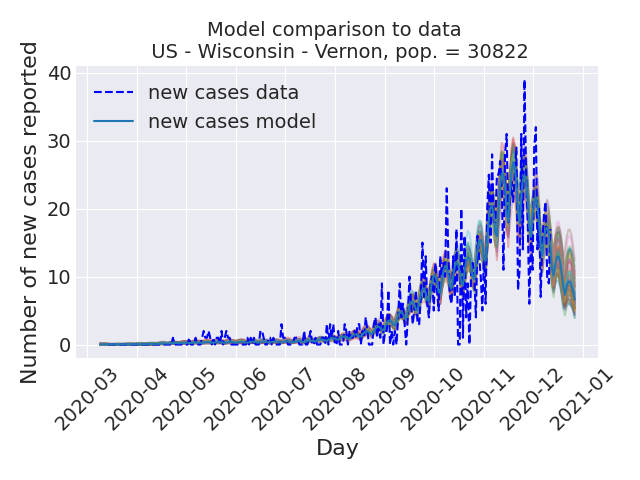 Model comparison to data
US - Wisconsin - Vernon, pop. = 30822
Number of new cases reported
40
30
20
10
0
new cases data
new cases model
2020-03
2020-04
2020-05
2020-06
2020-07
2020-08
2020-09
2020-10
2020-11
2020-12
2021-01
Day